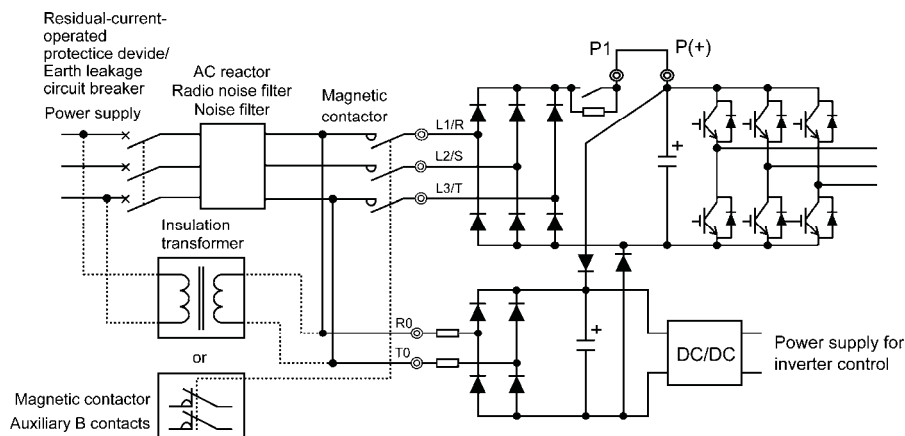 Residual-current-
operated
protectice devide/
Earth leakage
circuit breaker
Power supply
AC reactor
Radio noise filter
Noise filter
Magnetic
contactor
L1/R
L2/S
L3/T
P1
P(+)
+
Insulation
transformer
or
Magnetic contactor
Auxiliary B contacts
R0
T0
+
DC/DC
Power supply for
inverter control